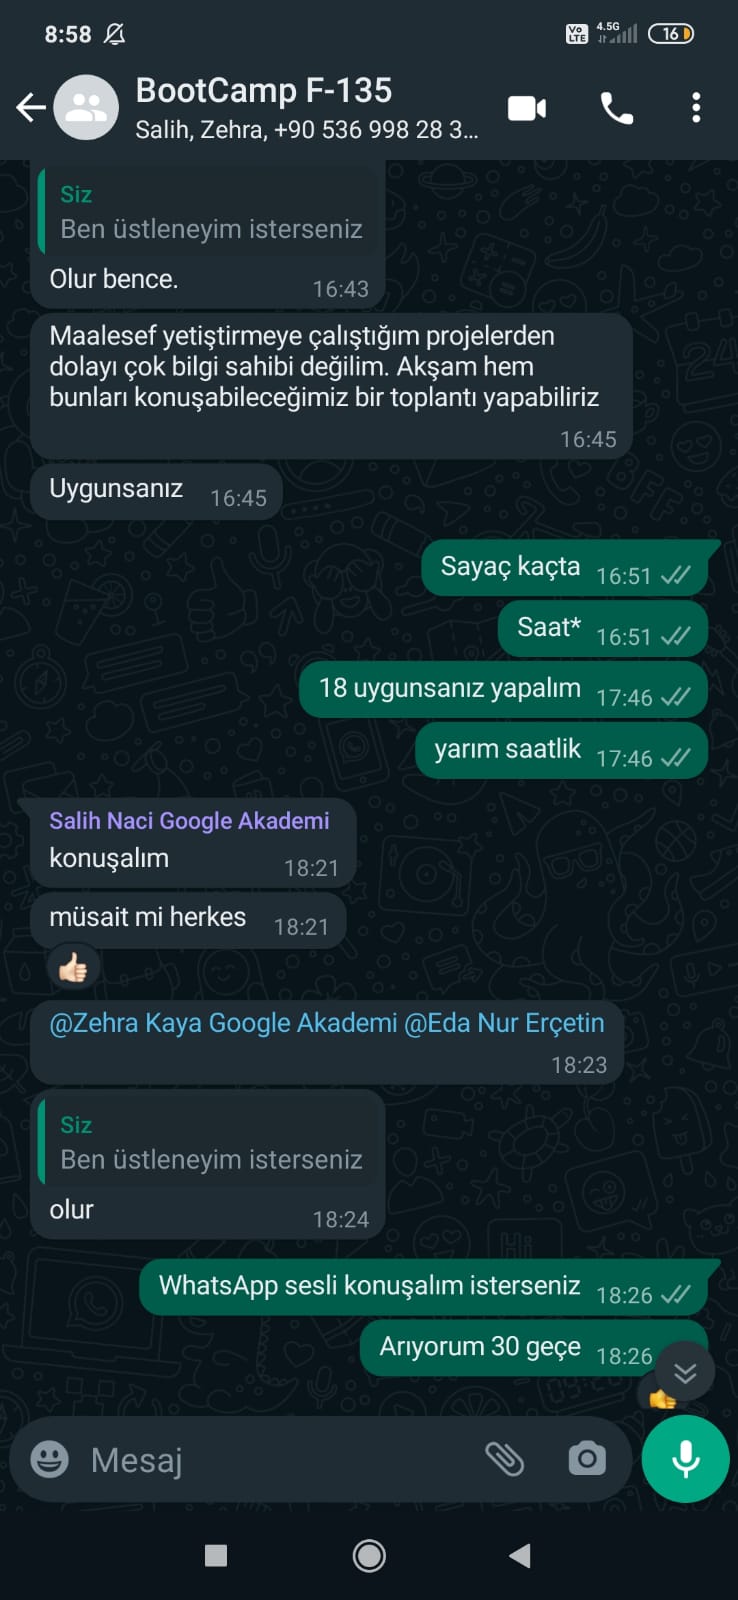 8:58
Vo LTE
4.5G
16
BootCamp F-135
Salih, Zehra, +90 536 998 28 3...
Siz
Ben üstleneyim isterseniz
Olur bence.
16:43
Maalesef yetiştirmeye çalıştığım projelerden
dolayı çok bilgi sahibi değilim. Akşam hem
bunları konuşabileceğimiz bir toplantı yapabiliriz
16:45
Uygunsanız 16:45
Sayaç kaçta 16:51
Saat* 16:51
18 uygunsanız yapalım 17:46
yarım saatlik 17:46
Salih Naci Google Akademi
konuşalım 18:21
müsait mi herkes 18:21
@Zehra Kaya Google Akademi @Eda Nur Erçetin
18:23
Siz
Ben üstleneyim isterseniz
olur 18:24
WhatsApp sesli konuşalım isterseniz 18:26
Arıyorum 30 geçe 18:26
Mesaj